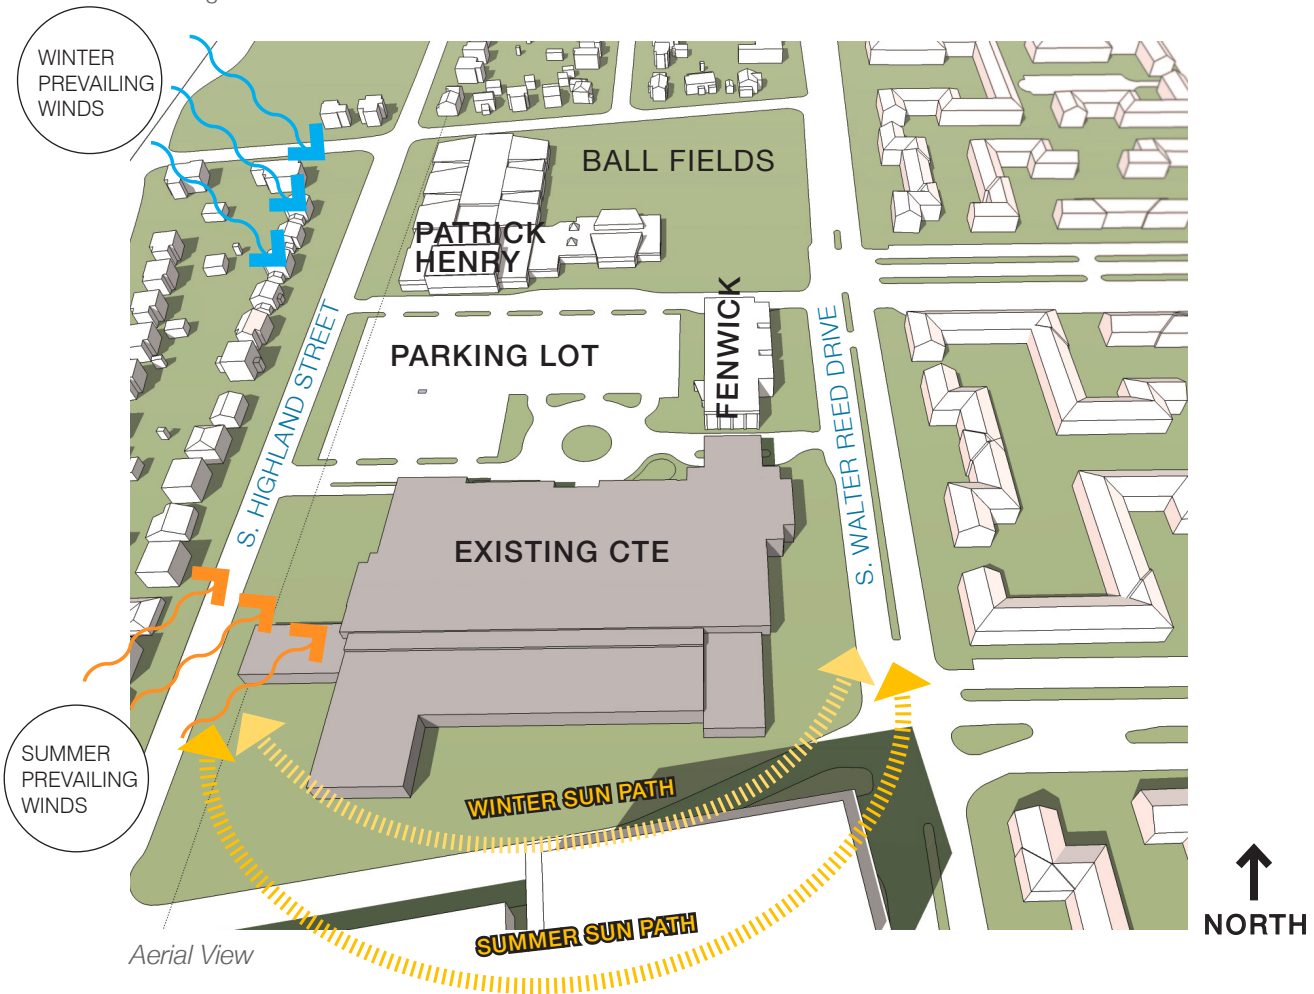 WINTER
PREVAILING
WINDS
BALL FIELDS
PATRICK
HENRY
FENWICK
PARKING LOT
S. HIGHLAND STREET
S. WALTER REED DRIVE
EXISTING CTE
SUMMER
PREVAILING
WINDS
WINTER SUN PATH
SUMMER SUN PATH
NORTH
Aerial View